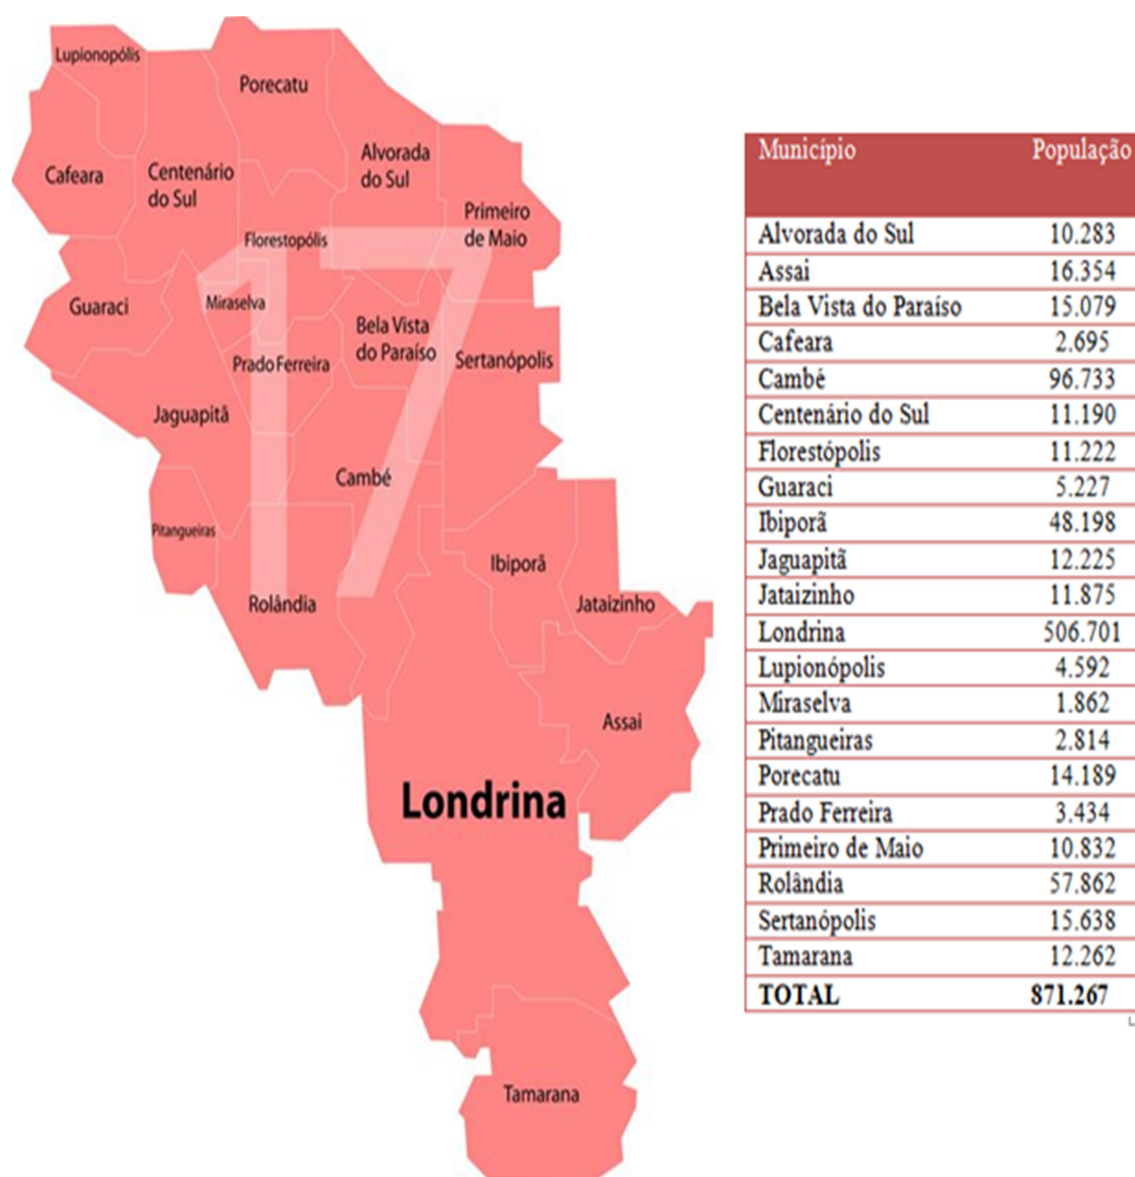 Lupionopólis
Porecatu
Alvorada
do Sul
Cafeara
Centenário
do Sul
Primeiro
de Maio
Florestopólis
17
Guaraci
Miraselva
Bela Vista
do Paraíso
Prado Ferreira
Sertanópolis
Jaguapitã
Cambé
Pitangueiras
Ibiporã
Rolândia
Jataizinho
Assai
Londrina
Tamarana
Município População
Alvorada do Sul 10.283
Assai 16.354
Bela Vista do Paraíso 15.079
Cafeara 2.695
Cambé 96.733
Centenário do Sul 11.190
Florestópolis 11.222
Guaraci 5.227
Ibiporã 48.198
Jaguapitã 12.225
Jataizinho 11.875
Londrina 506.701
Lupionópolis 4.592
Miraselva 1.862
Pitangueiras 2.814
Porecatu 14.189
Prado Ferreira 3.434
Primeiro de Maio 10.832
Rolândia 57.862
Sertanópolis 15.638
Tamarana 12.262
TOTAL 871.267